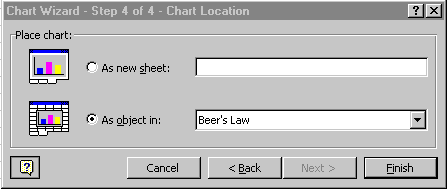 Chart Wizard - Step 4 of 4 - Chart Location
Place chart:
As new sheet:
As object in: Beer's Law
Cancel < Back Next > Finish